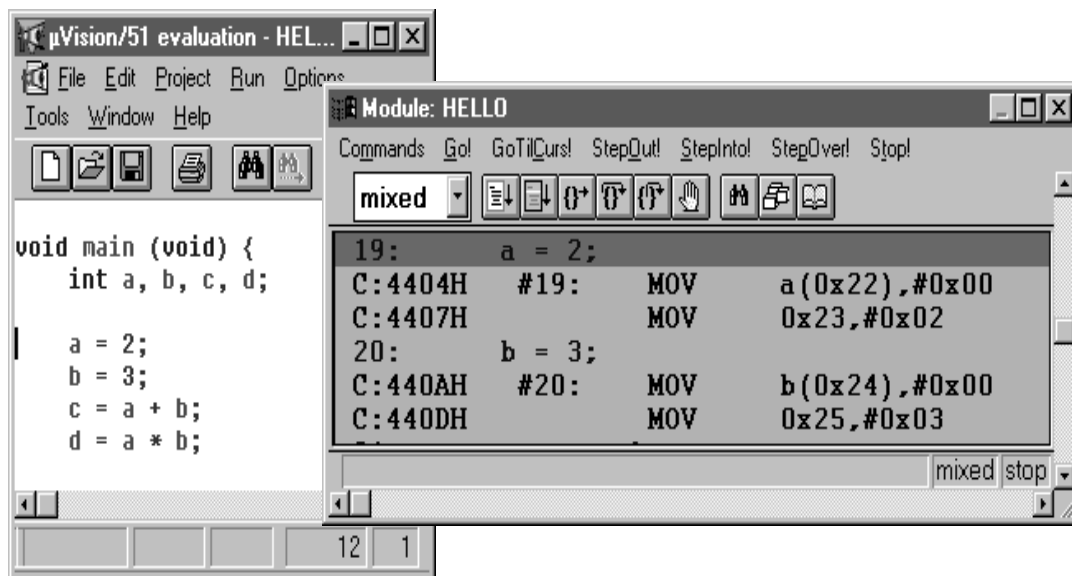 µVision/51 evaluation - HEL...
File Edit Project Run Options
Tools Window Help
void main (void) {
int a, b, c, d;
a = 2;
b = 3;
c = a + b;
d = a * b;
12 1
Module: HELLO
Commands Go! GoTilCurs! StepOut! StepInto! StepOver! Stop!
mixed
19: a = 2;
C:4404H #19: MOV a(0x22),#0x00
C:4407H MOV 0x23,#0x02
20: b = 3;
C:440AH #20: MOV b(0x24),#0x00
C:440DH MOV 0x25,#0x03
mixed stop